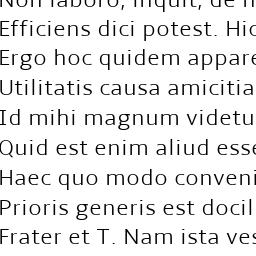 Non laboro, inquit, de n
Efficiens dici potest. Hic
Ergo hoc quidem appare
Utilitatis causa amicitia
Id mihi magnum videtu
Quid est enim aliud esse
Haec quo modo conveni
Prioris generis est docil
Frater et T. Nam ista ves